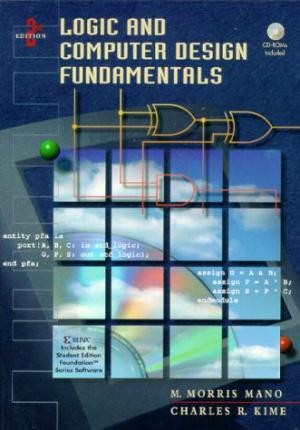 2nd
EDITION
LOGIC AND
COMPUTER DESIGN
FUNDAMENTALS
CD-ROMs
Included
entity pfa is
port(A, B, C: in std_logic;
G, P, S: out std_logic);
end pfa;
assign G = A & B;
assign P = A ^ B;
assign S = P ^ C;
endmodule
XILINX
Includes the
Student Edition
Foundation™
Series Software
M. MORRIS MANO
CHARLES R. KIME